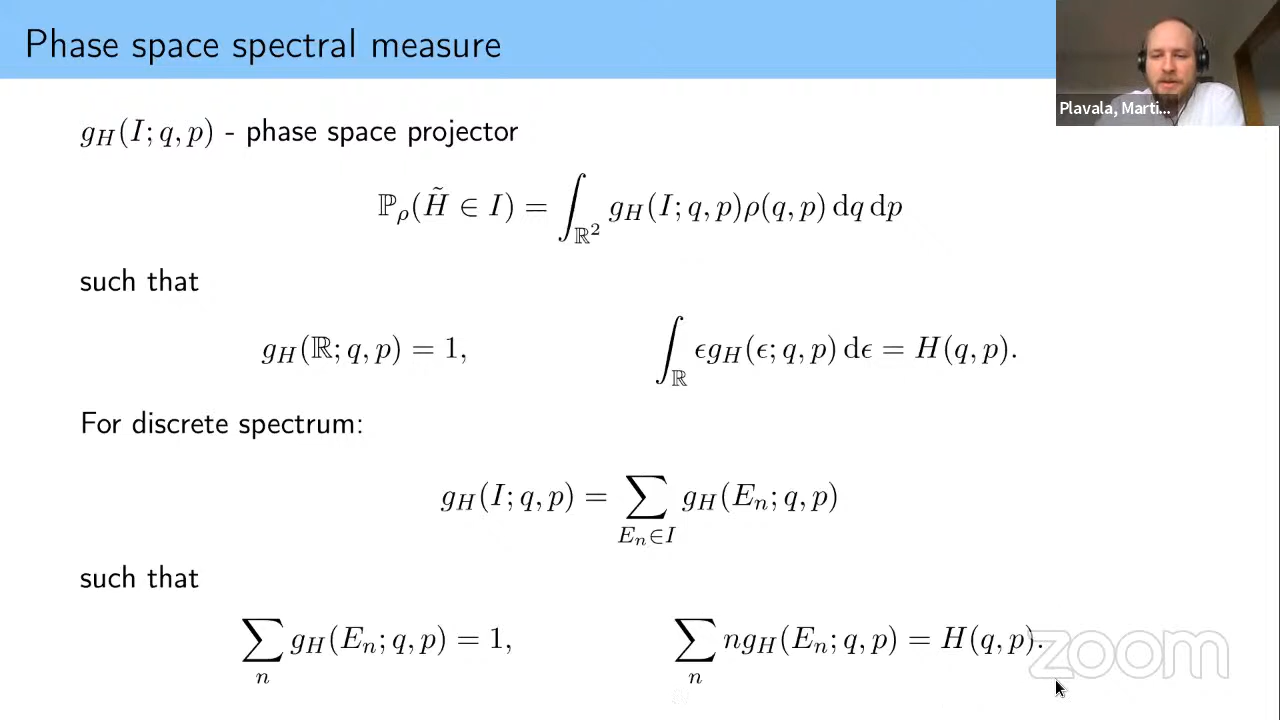 Phase space spectral measure
Plavala, Marti...
g_H(I; q, p) - phase space projector
ℙ_ρ(H̃ ∈ I) = ∫_{ℝ²} g_H(I; q, p)ρ(q, p) dq dp
such that
g_H(ℝ; q, p) = 1, ∫_ℝ ϵg_H(ϵ; q, p) dϵ = H(q, p).
For discrete spectrum:
g_H(I; q, p) = ∑_{E_n∈I} g_H(E_n; q, p)
such that
∑_n g_H(E_n; q, p) = 1, ∑_n ng_H(E_n; q, p) = H(q, p).
zoom